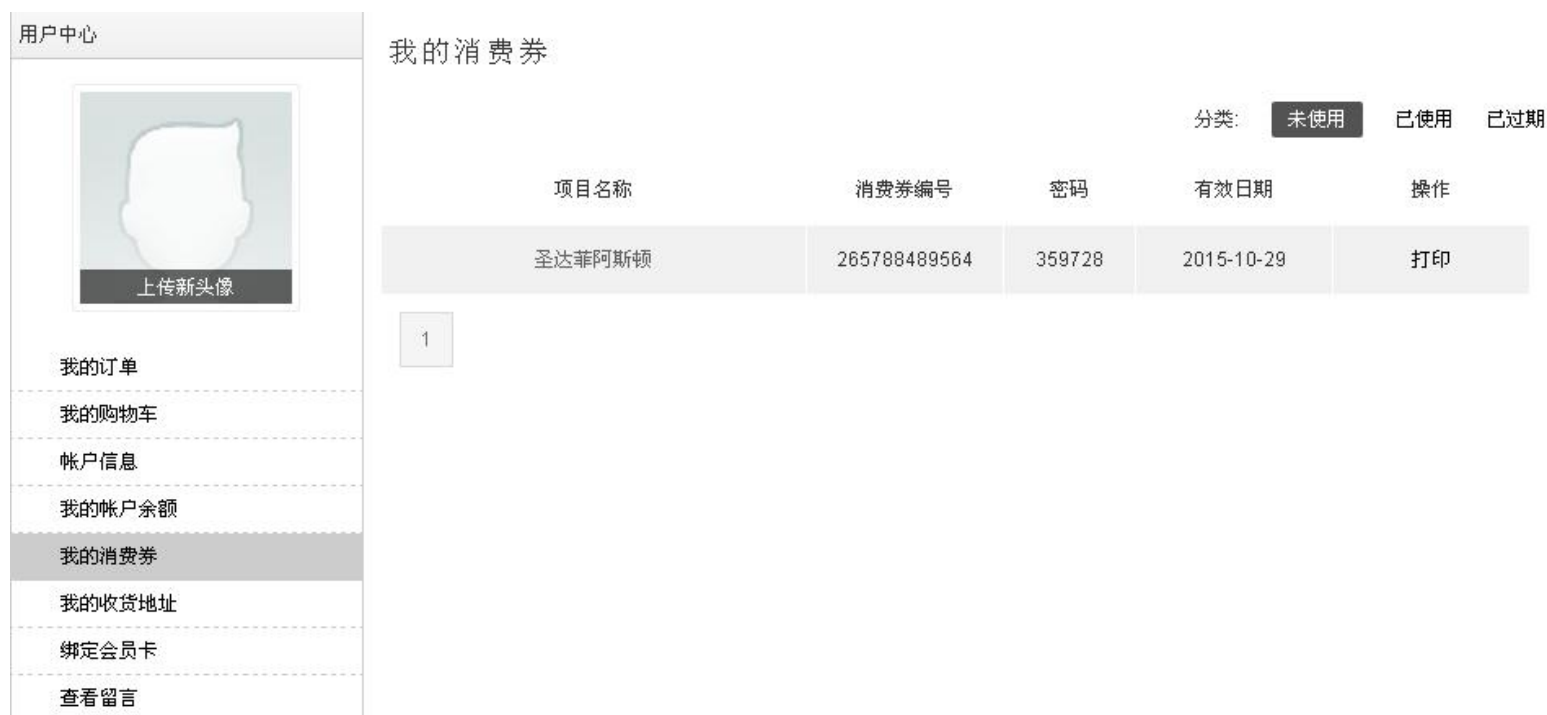 用户中心
上传新头像
我的订单
我的购物车
帐户信息
我的帐户余额
我的消费券
我的收货地址
绑定会员卡
查看留言
我的消费券
分类: 未使用 已使用 已过期
项目名称 消费券编号 密码 有效日期 操作
圣达菲阿斯顿 265788489564 359728 2015-10-29 打印
1